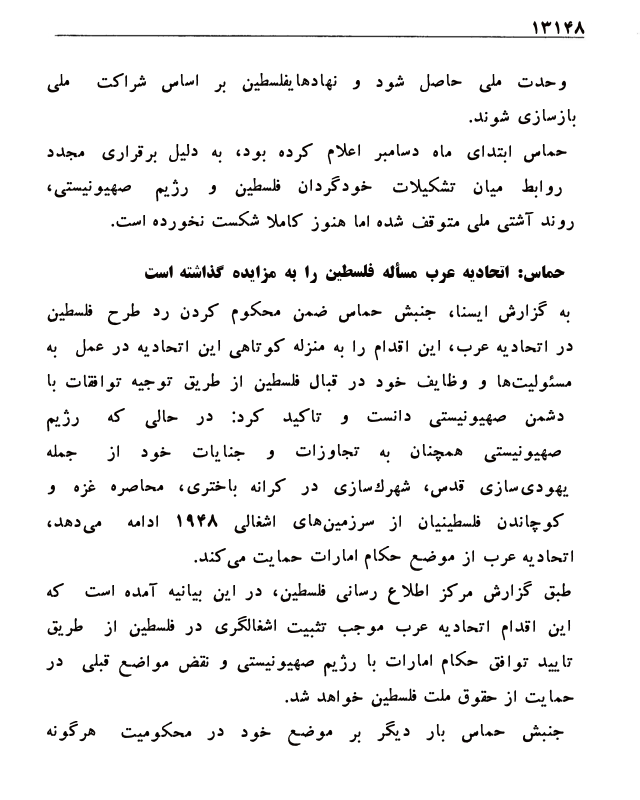 ۱۳۱۴۸
وحدت ملی حاصل شود و نهادهایفلسطین بر اساس شراکت ملی
بازسازی شوند.
حماس ابتدای ماه دسامبر اعلام کرده بود، به دلیل برقراری مجدد
روابط میان تشکیلات خودگردان فلسطین و رژیم صهیونیستی،
روند آشتی ملی متوقف شده اما هنوز کاملا شکست نخورده است.
حماس: اتحادیه عرب مسأله فلسطین را به مزایده گذاشته است
به گزارش ایسنا، جنبش حماس ضمن محکوم کردن رد طرح فلسطین
در اتحادیه عرب، این اقدام را به منزله کوتاهی این اتحادیه در عمل به
مسئولیت‌ها و وظایف خود در قبال فلسطین از طریق توجیه توافقات با
دشمن صهیونیستی دانست و تاکید کرد: در حالی که رژیم
صهیونیستی همچنان به تجاوزات و جنایات خود از جمله
یهودی‌سازی قدس، شهرك‌سازی در کرانه باختری، محاصره غزه و
کوچاندن فلسطینیان از سرزمین‌های اشغالی ۱۹۴۸ ادامه می‌دهد،
اتحادیه عرب از موضع حکام امارات حمایت می‌کند.
طبق گزارش مرکز اطلاع رسانی فلسطین، در این بیانیه آمده است که
این اقدام اتحادیه عرب موجب تثبیت اشغالگری در فلسطین از طریق
تایید توافق حکام امارات با رژیم صهیونیستی و نقض مواضع قبلی در
حمایت از حقوق ملت فلسطین خواهد شد.
جنبش حماس بار دیگر بر موضع خود در محکومیت هرگونه